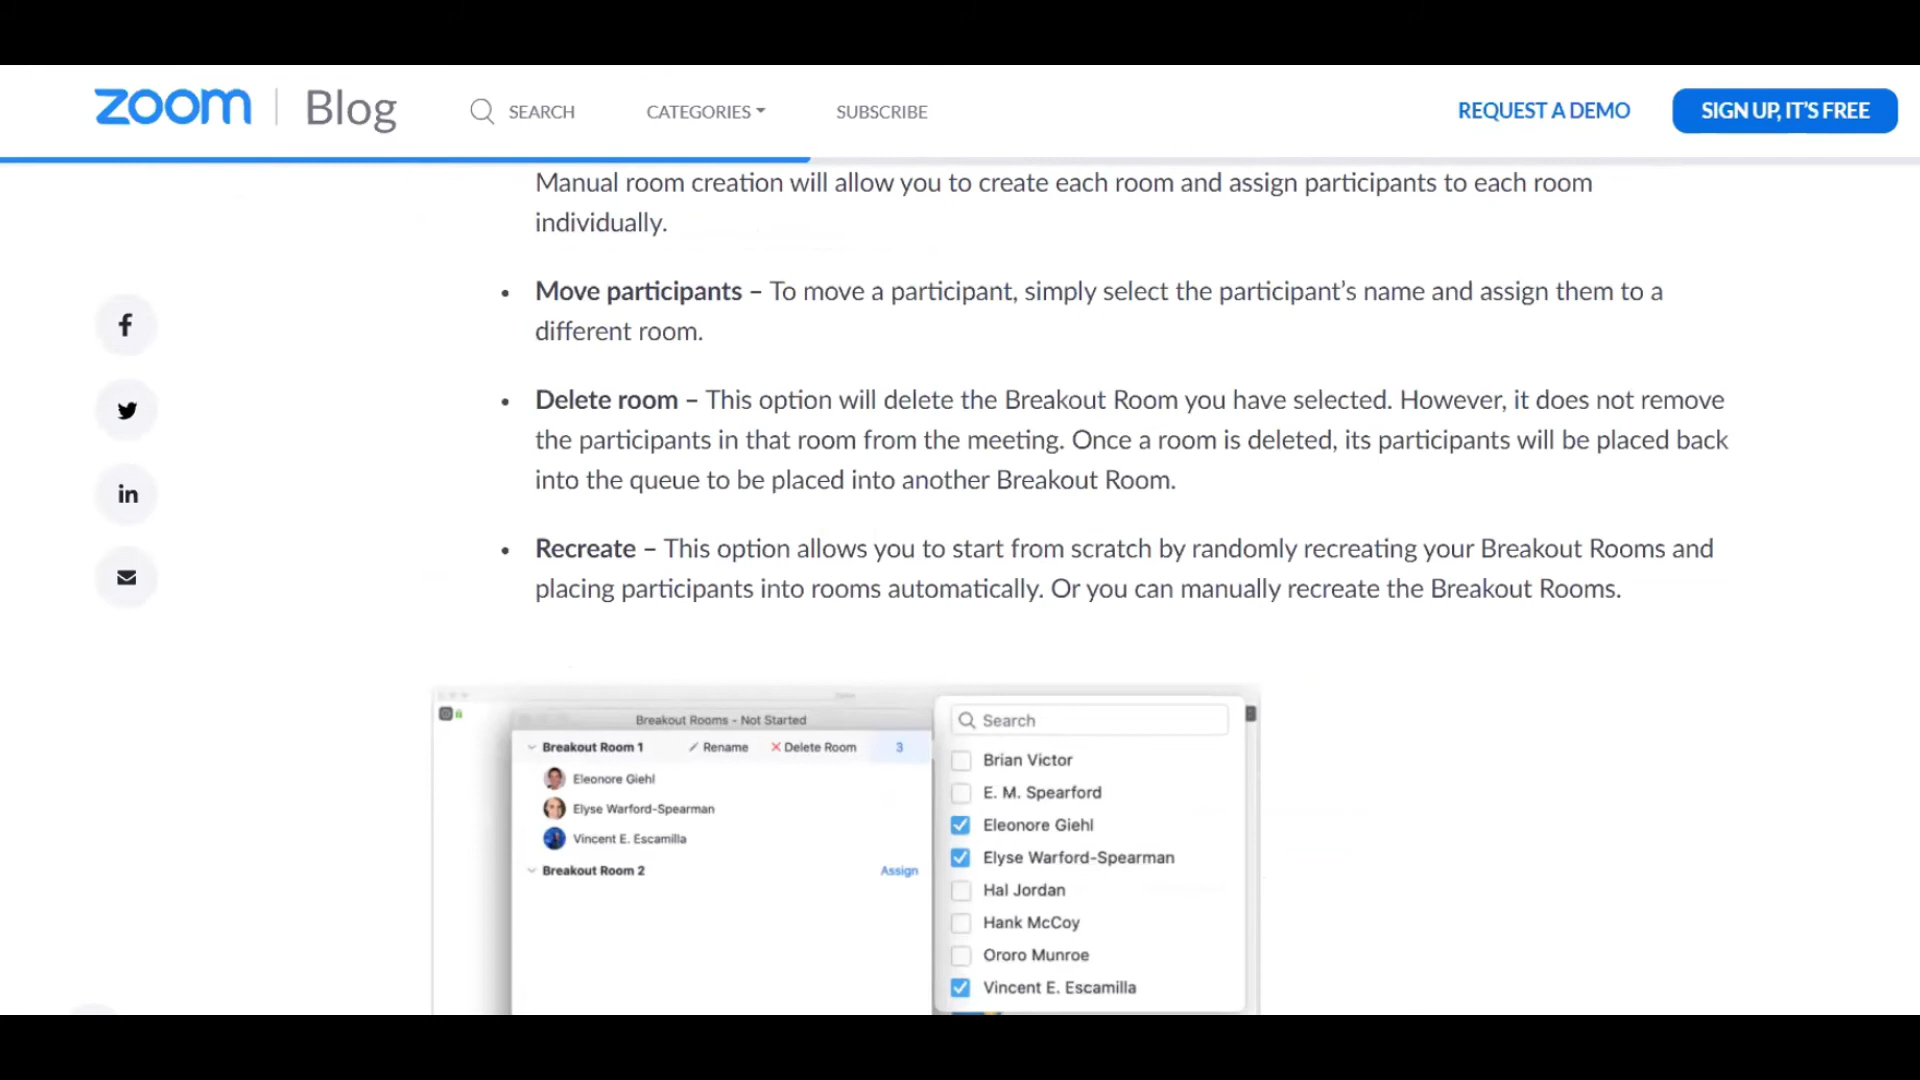 zoom | Blog SEARCH CATEGORIES SUBSCRIBE REQUEST A DEMO SIGN UP, IT'S FREE
Manual room creation will allow you to create each room and assign participants to each room
individually.
• Move participants – To move a participant, simply select the participant's name and assign them to a
different room.
• Delete room – This option will delete the Breakout Room you have selected. However, it does not remove
the participants in that room from the meeting. Once a room is deleted, its participants will be placed back
into the queue to be placed into another Breakout Room.
• Recreate – This option allows you to start from scratch by randomly recreating your Breakout Rooms and
placing participants into rooms automatically. Or you can manually recreate the Breakout Rooms.
Breakout Rooms - Not Started
Breakout Room 1 Rename Delete Room 3
Eleonore Giehl
Elyse Warford-Spearman
Vincent E. Escamilla
Breakout Room 2 Assign
Search
Brian Victor
E. M. Spearford
Eleonore Giehl
Elyse Warford-Spearman
Hal Jordan
Hank McCoy
Ororo Munroe
Vincent E. Escamilla